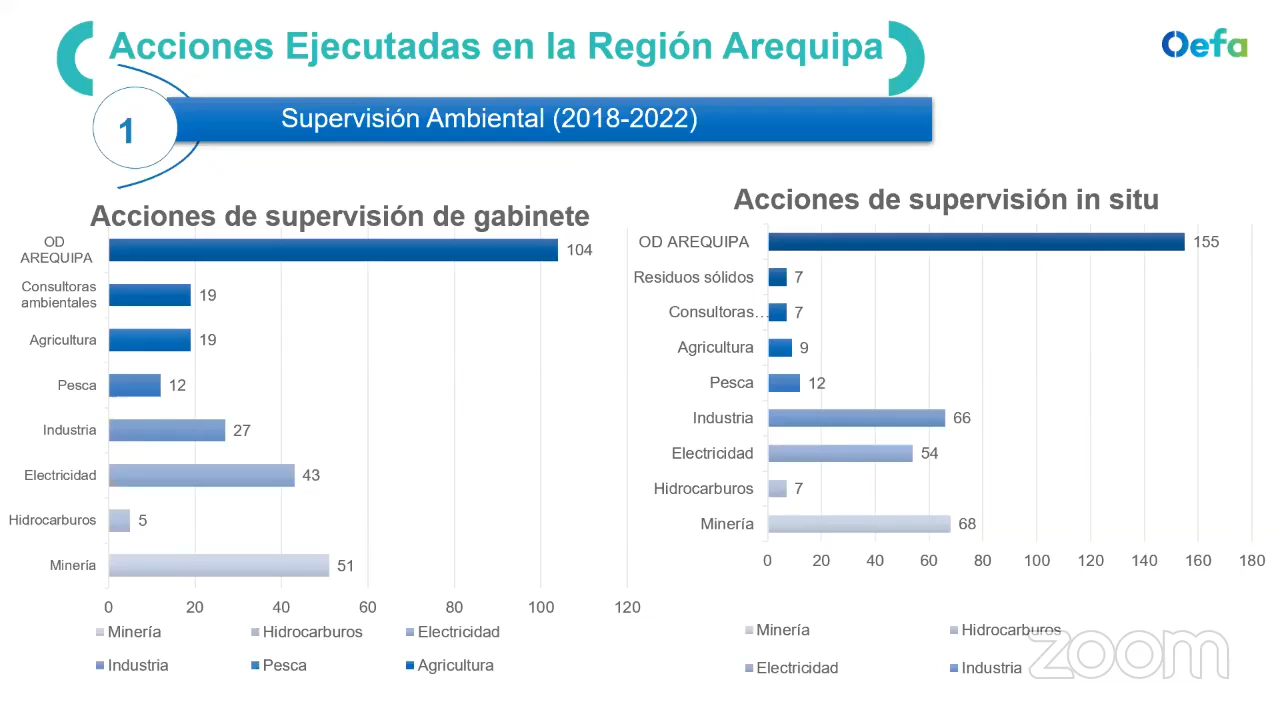 Acciones Ejecutadas en la Región Arequipa
Oefa
1
Supervisión Ambiental (2018-2022)
Acciones de supervisión de gabinete
OD
AREQUIPA
104
Consultoras
ambientales
19
Agricultura
19
Pesca
12
Industria
27
Electricidad
43
Hidrocarburos
5
Minería
51
0 20 40 60 80 100 120
Minería Hidrocarburos Electricidad
Industria Pesca Agricultura
Acciones de supervisión in situ
OD AREQUIPA 155
Residuos sólidos 7
Consultoras… 7
Agricultura 9
Pesca 12
Industria 66
Electricidad 54
Hidrocarburos 7
Minería 68
0 20 40 60 80 100 120 140 160 180
Minería Hidrocarburos
Electricidad Industria
zoom